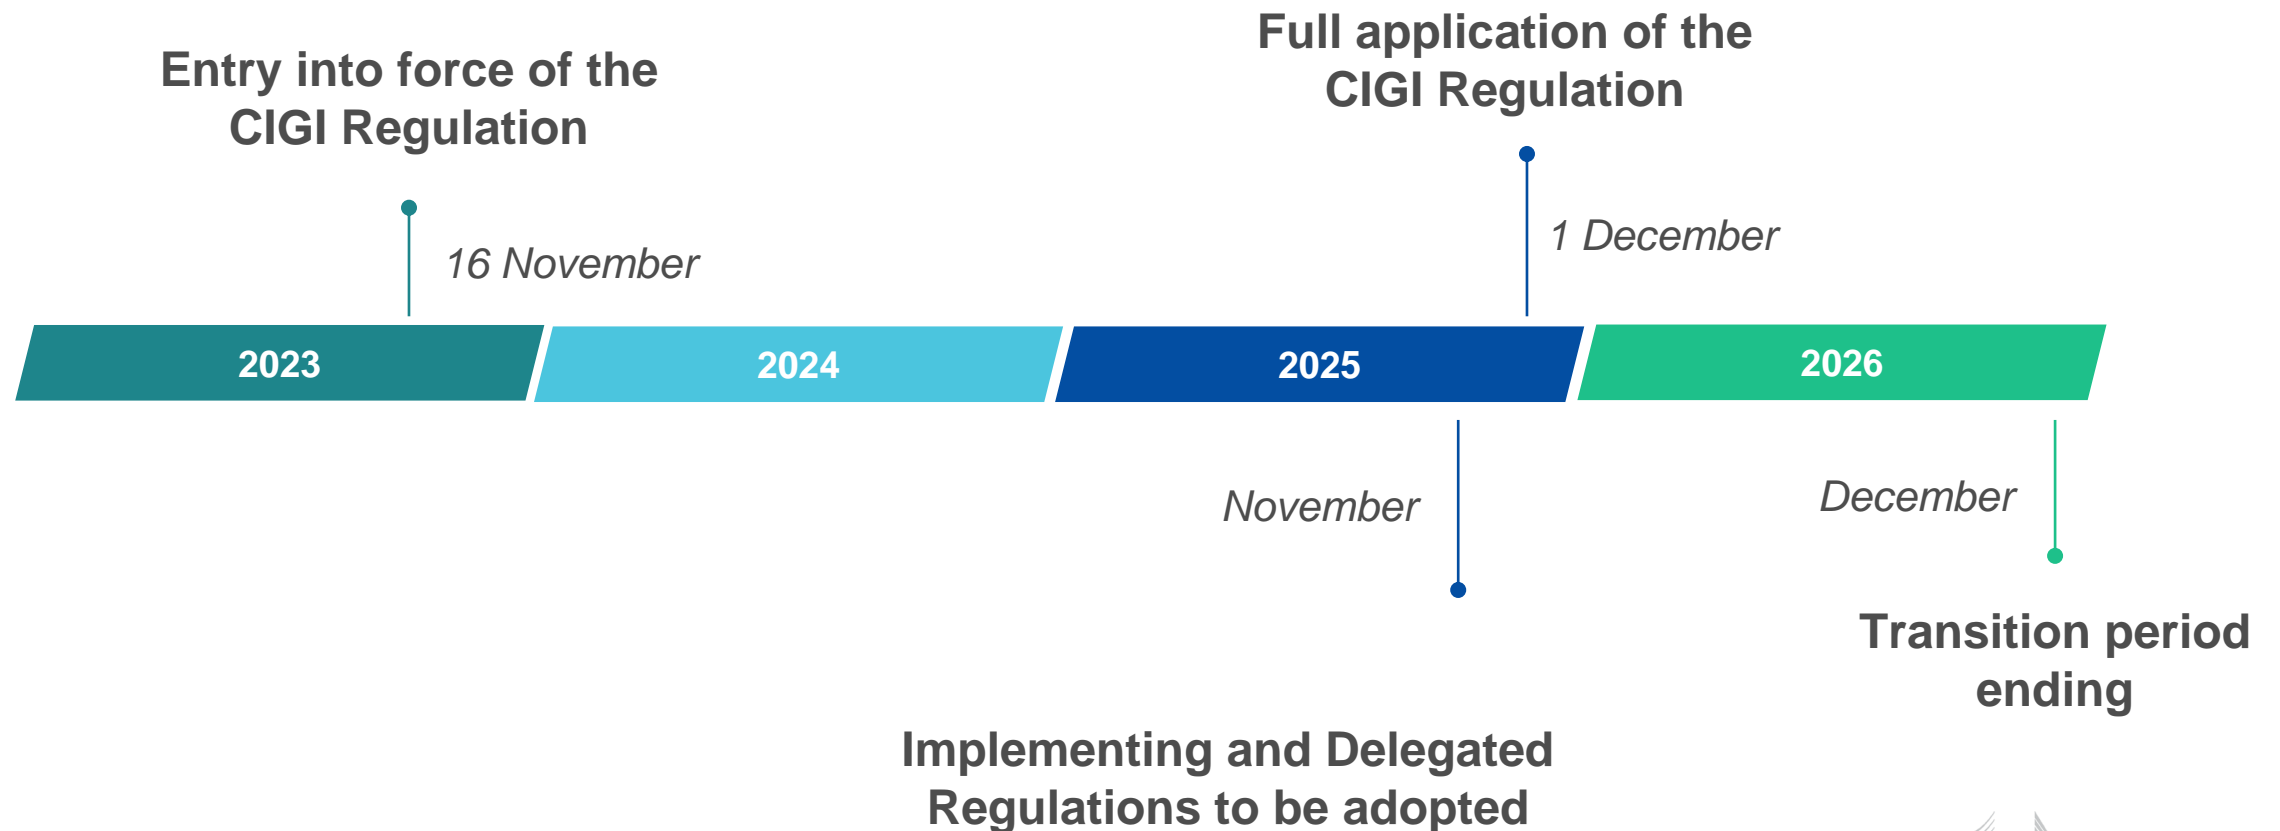 Entry into force of the
CIGI Regulation
16 November
Full application of the
CIGI Regulation
1 December
2023
2024
2025
2026
November
Implementing and Delegated
Regulations to be adopted
December
Transition period
ending